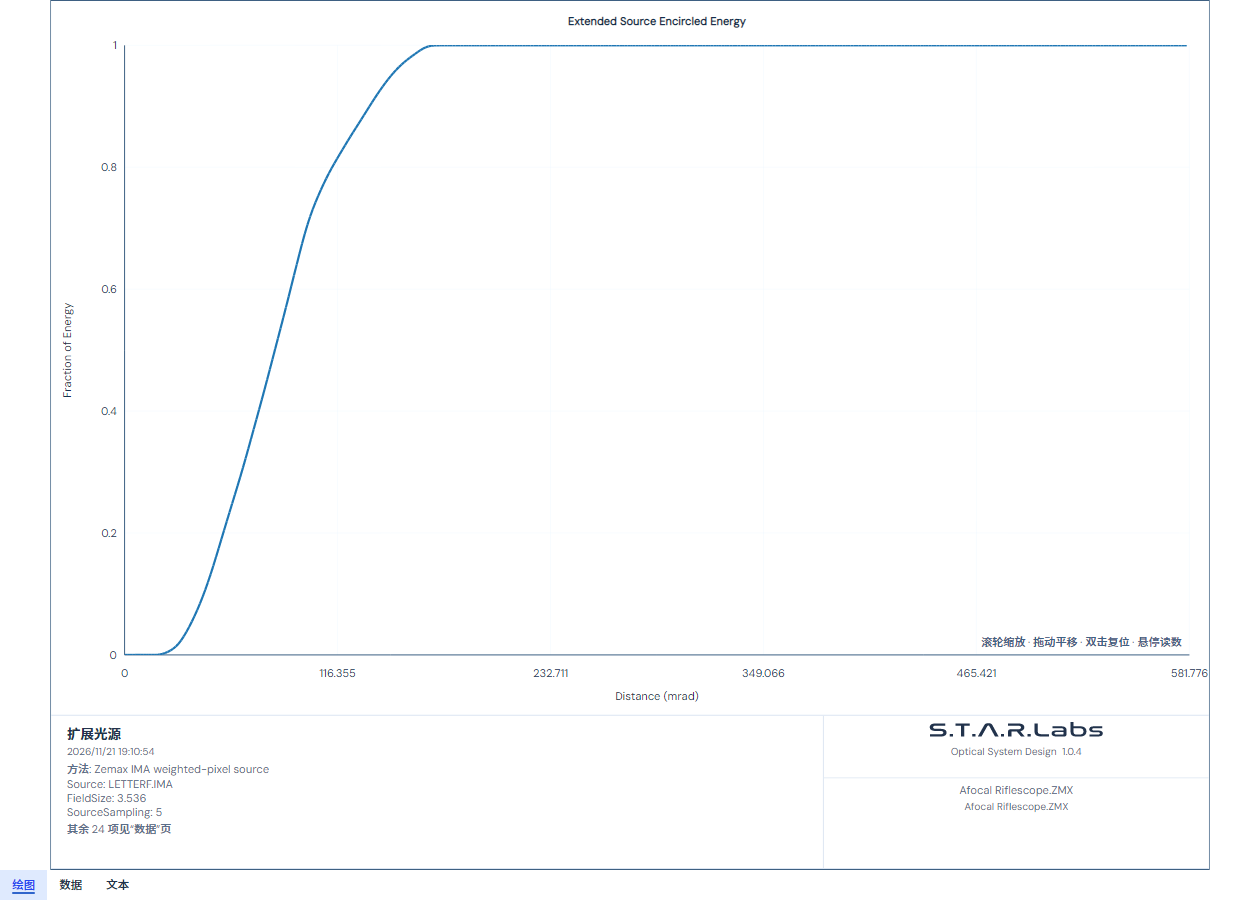 Extended Source Encircled Energy
1
0.8
0.6
0.4
0.2
0
Fraction of Energy
0
116.355
232.711
349.066
465.421
581.776
滚轮缩放 · 拖动平移 · 双击复位 · 悬停读数
Distance (mrad)
扩展光源
2026/11/21 19:10:54
方法: Zemax IMA weighted-pixel source
Source: LETTERF.IMA
FieldSize: 3.536
SourceSampling: 5
其余 24 项见“数据”页
S.T.A.R.Labs
Optical System Design 1.0.4
Afocal Riflescope.ZMX
Afocal Riflescope.ZMX
绘图 数据 文本